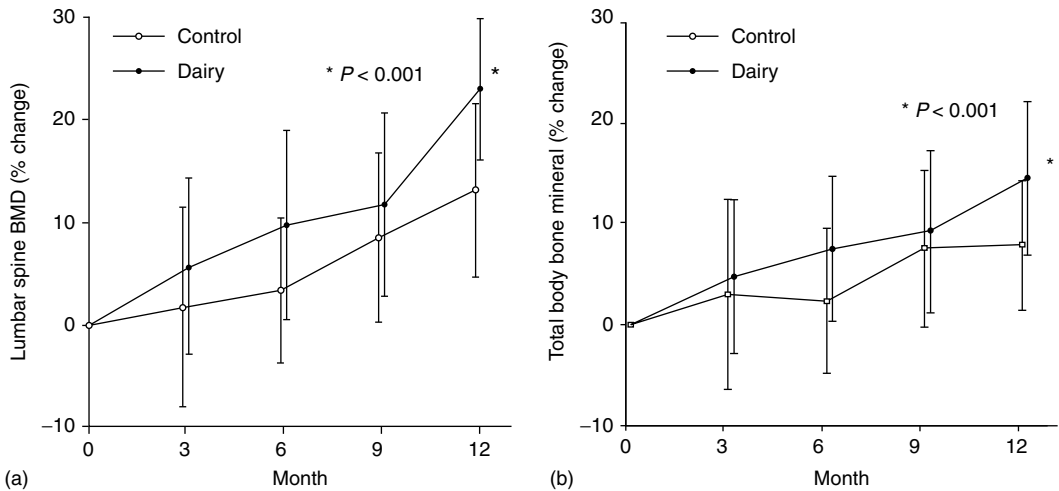 Lumbar spine BMD (% change)
30
20
10
0
−10
Control
Dairy
* P < 0.001
*
0 3 6 9 12
Month
(a)
Total body bone mineral (% change)
30
20
10
0
−10
Control
Dairy
* P < 0.001
*
0 3 6 9 12
Month
(b)